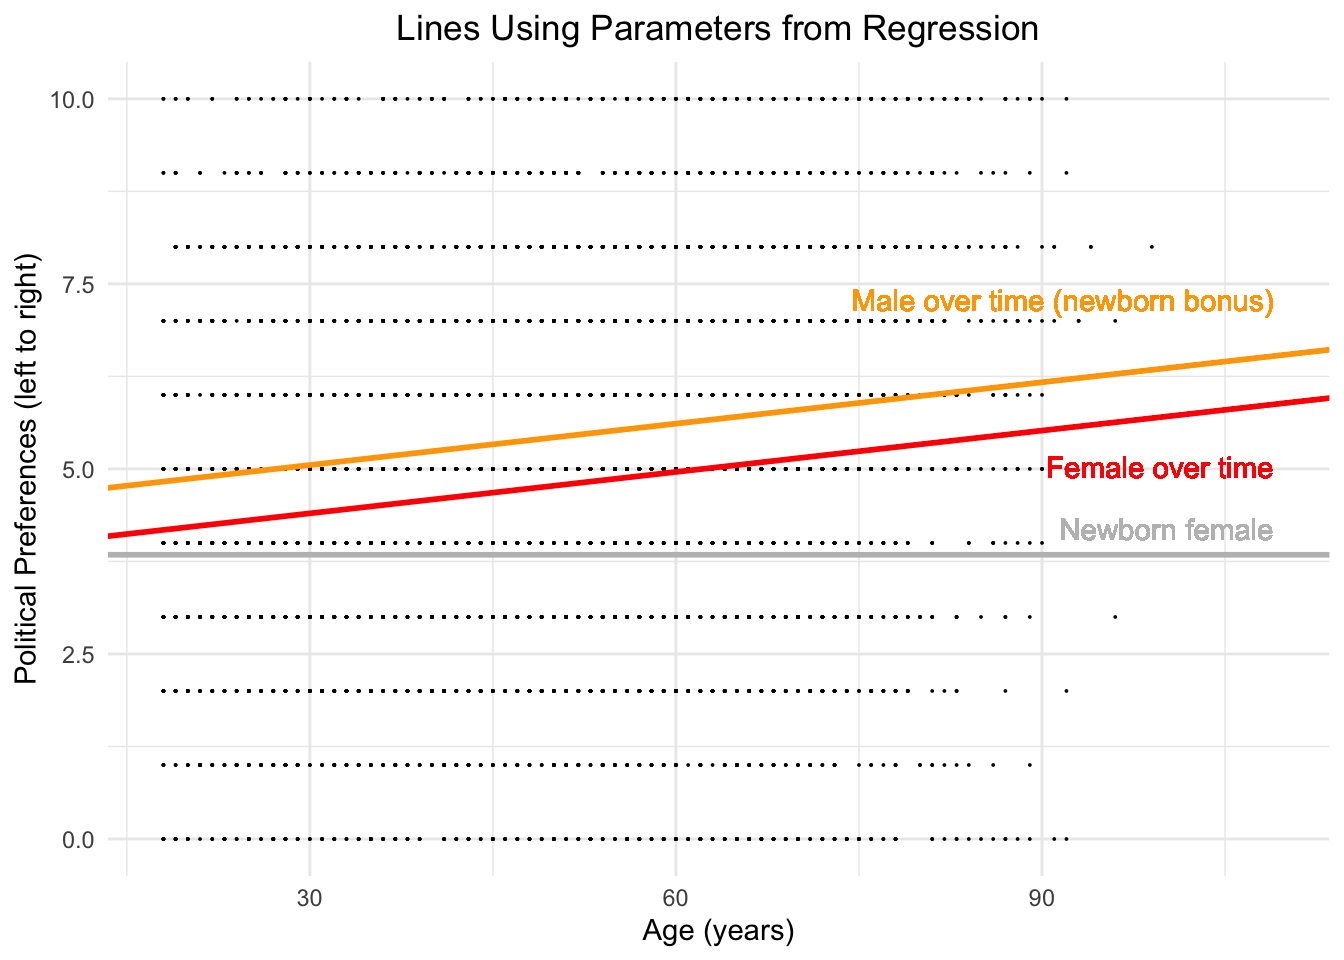 Lines Using Parameters from Regression
Political Preferences (left to right)
10.0
7.5
5.0
2.5
0.0
Male over time (newborn bonus)
Female over time
Newborn female
30
60
90
Age (years)